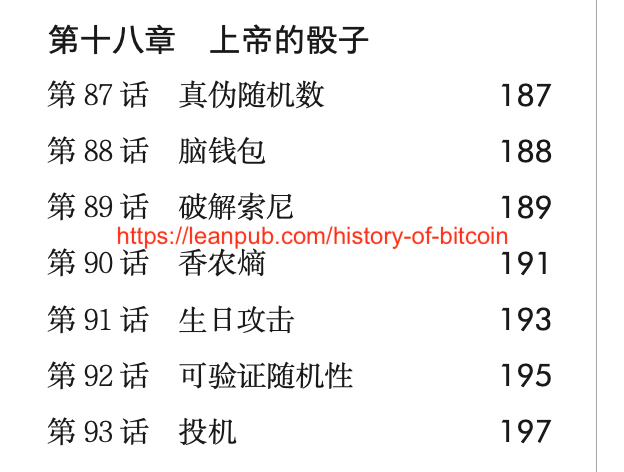 第十八章 上帝的骰子
第 87 话 真伪随机数 187
第 88 话 脑钱包 188
第 89 话 破解索尼 189
https://leanpub.com/history-of-bitcoin
第 90 话 香农熵 191
第 91 话 生日攻击 193
第 92 话 可验证随机性 195
第 93 话 投机 197